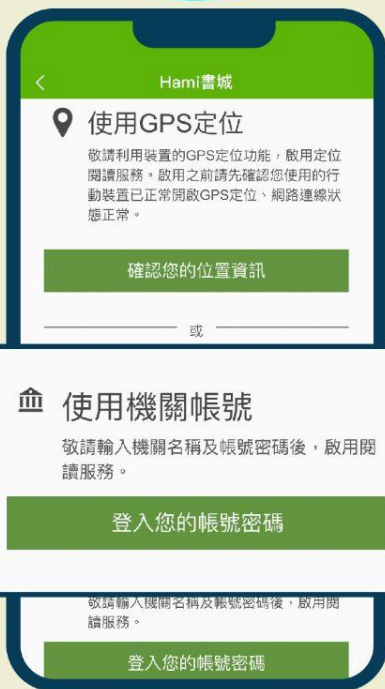 Hami書城
使用GPS定位
敬請利用裝置的GPS定位功能，啟用定位
閱讀服務。啟用之前請先確認您使用的行
動裝置已正常開啟GPS定位、網路連線狀
態正常。
確認您的位置資訊
或
使用機關帳號
敬請輸入機關名稱及帳號密碼後，啟用閱
讀服務。
登入您的帳號密碼
敬請輸入機關名稱及帳號密碼後，啟用閱
讀服務。
登入您的帳號密碼